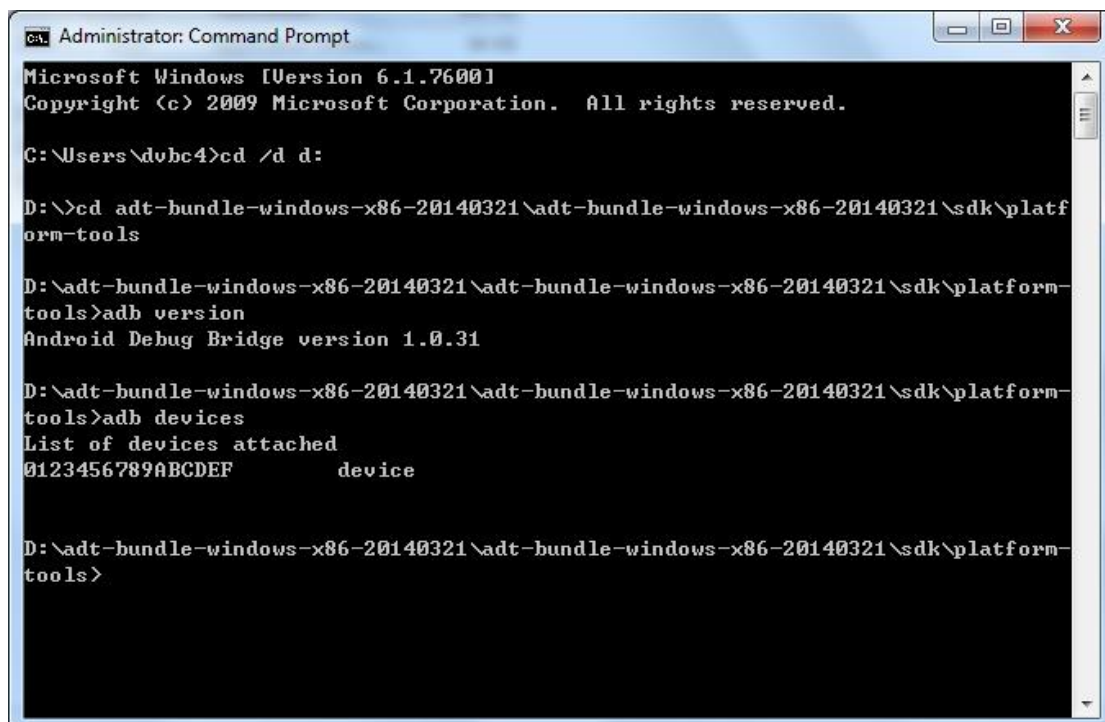 Administrator: Command Prompt
Microsoft Windows [Version 6.1.7600]
Copyright (c) 2009 Microsoft Corporation.  All rights reserved.
C:\Users\dvbc4>cd /d d:
D:\>cd adt-bundle-windows-x86-20140321\adt-bundle-windows-x86-20140321\sdk\platf
orm-tools
D:\adt-bundle-windows-x86-20140321\adt-bundle-windows-x86-20140321\sdk\platform-
tools>adb version
Android Debug Bridge version 1.0.31
D:\adt-bundle-windows-x86-20140321\adt-bundle-windows-x86-20140321\sdk\platform-
tools>adb devices
List of devices attached
0123456789ABCDEF        device
D:\adt-bundle-windows-x86-20140321\adt-bundle-windows-x86-20140321\sdk\platform-
tools>